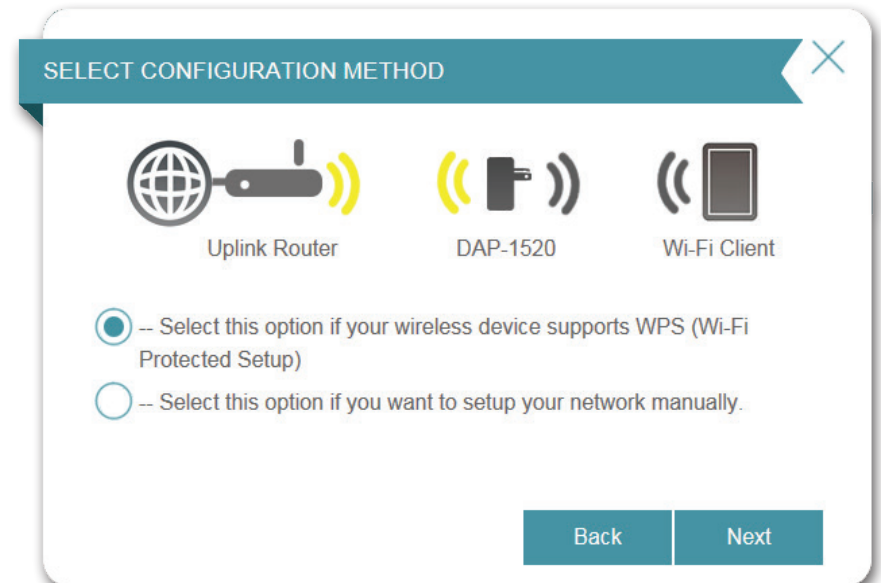 SELECT CONFIGURATION METHOD
Uplink Router
DAP-1520
Wi-Fi Client
-- Select this option if your wireless device supports WPS (Wi-Fi
Protected Setup)
-- Select this option if you want to setup your network manually.
Back
Next